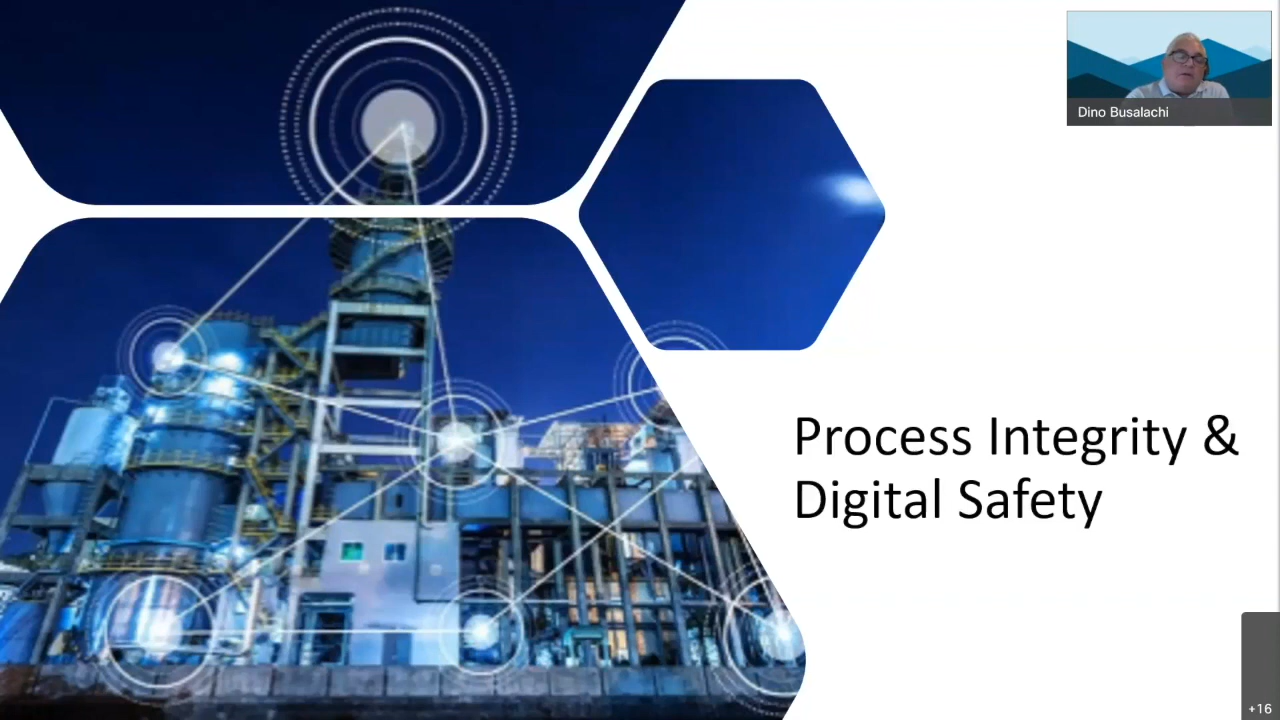 Dino Busalachi
Process Integrity &
Digital Safety
+16